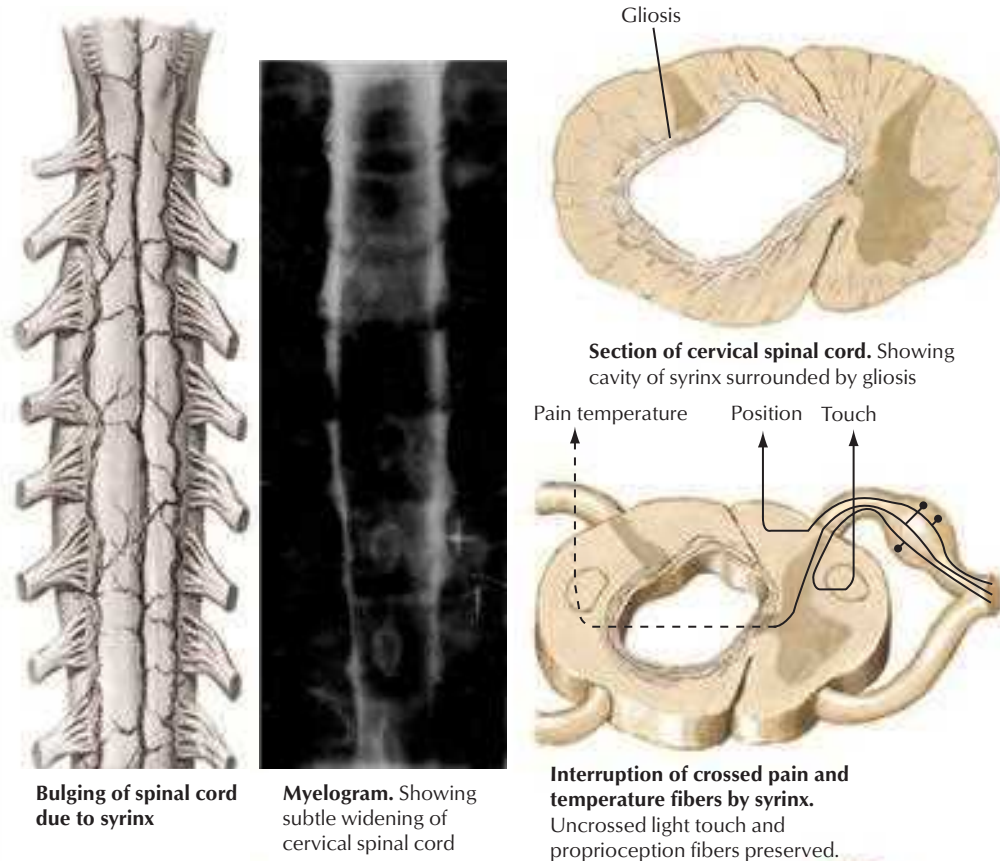 Gliosis
Section of cervical spinal cord. Showing
cavity of syrinx surrounded by gliosis
Pain temperature
Position
Touch
Bulging of spinal cord
due to syrinx
Myelogram. Showing
subtle widening of
cervical spinal cord
Interruption of crossed pain and
temperature fibers by syrinx.
Uncrossed light touch and
proprioception fibers preserved.